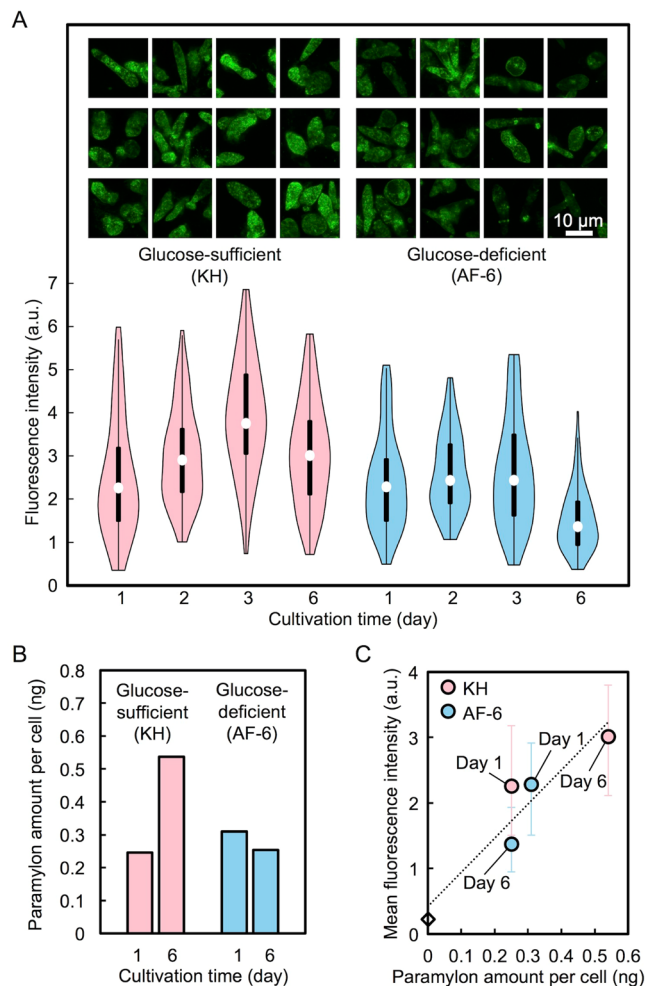 A
10 µm
Glucose-sufficient
(KH)
Glucose-deficient
(AF-6)
Fluorescence intensity (a.u.)
7
6
5
4
3
2
1
0
1 2 3 6 1 2 3 6
Cultivation time (day)
B
Paramylon amount per cell (ng)
0.8
0.7
0.6
0.5
0.4
0.3
0.2
0.1
0
Glucose-
sufficient
(KH)
Glucose-
deficient
(AF-6)
1 6 1 6
Cultivation time (day)
C
Mean fluorescence intensity (a.u.)
4
3
2
1
0
KH
AF-6
Day 1
Day 1
Day 6
Day 6
0 0.1 0.2 0.3 0.4 0.5 0.6
Paramylon amount per cell (ng)